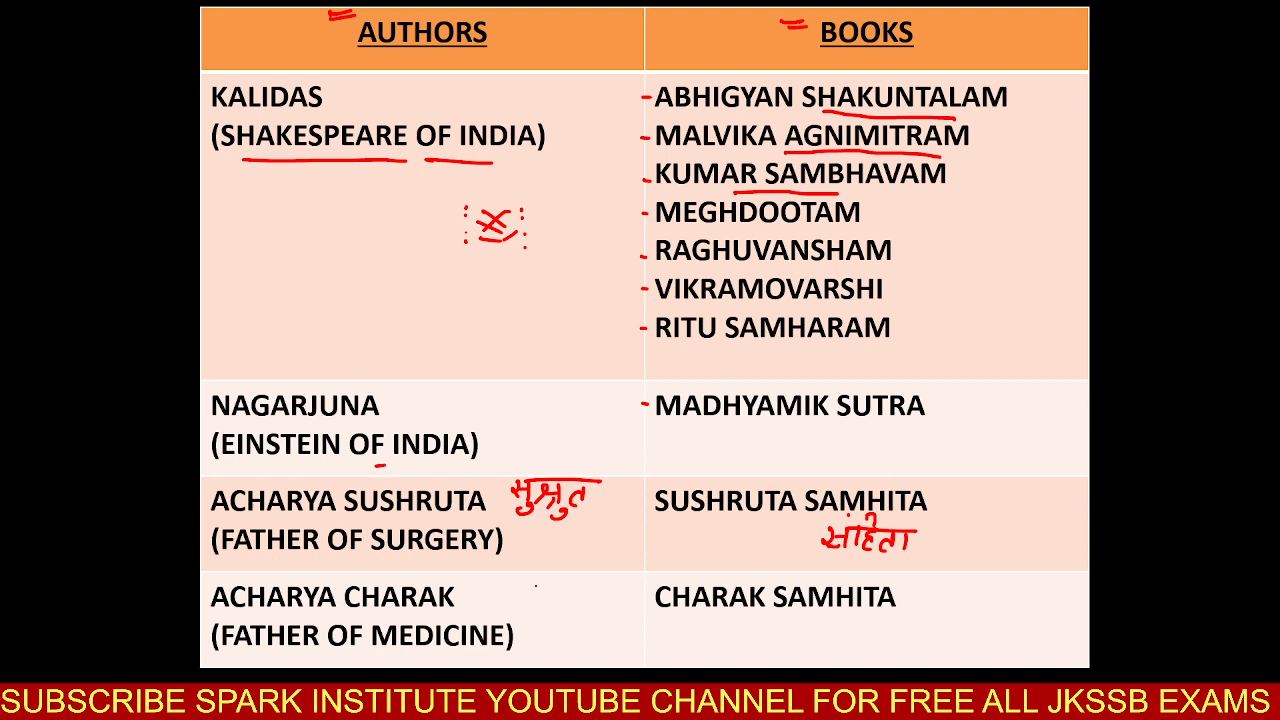 AUTHORS
BOOKS
KALIDAS
(SHAKESPEARE OF INDIA)
ABHIGYAN SHAKUNTALAM
MALVIKA AGNIMITRAM
KUMAR SAMBHAVAM
MEGHDOOTAM
RAGHUVANSHAM
VIKRAMOVARSHI
RITU SAMHARAM
NAGARJUNA
(EINSTEIN OF INDIA)
MADHYAMIK SUTRA
ACHARYA SUSHRUTA सुश्रुत
(FATHER OF SURGERY)
SUSHRUTA SAMHITA
संहिता
ACHARYA CHARAK
(FATHER OF MEDICINE)
CHARAK SAMHITA
SUBSCRIBE SPARK INSTITUTE YOUTUBE CHANNEL FOR FREE ALL JKSSB EXAMS